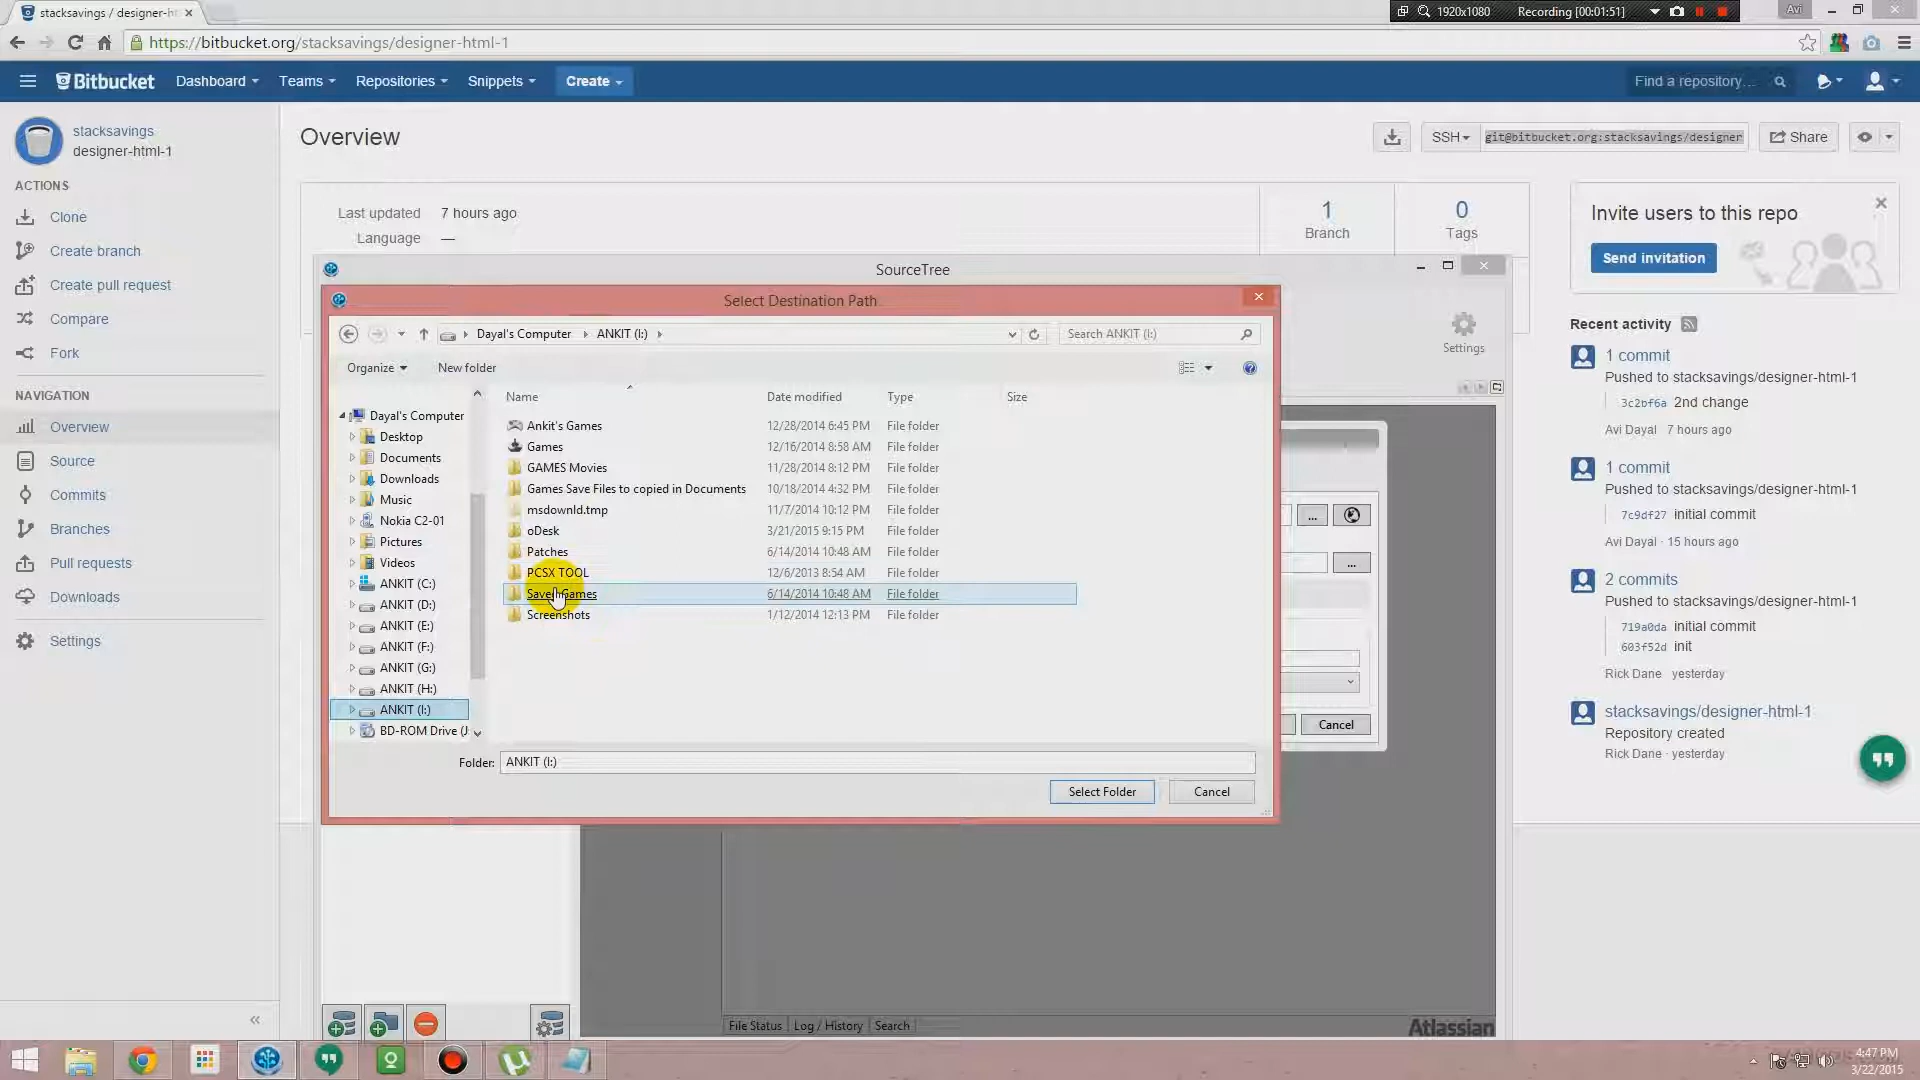 stacksavings / designer-h
1920x1080
Recording [00:01:51]
Avi
https://bitbucket.org/stacksavings/designer-html-1
Bitbucket
Dashboard
Teams
Repositories
Snippets
Create
Find a repository...
stacksavings
designer-html-1
Overview
SSH
git@bitbucket.org:stacksavings/designer
Share
ACTIONS
Clone
Create branch
Create pull request
Compare
Fork
NAVIGATION
Overview
Source
Commits
Branches
Pull requests
Downloads
Settings
Last updated 7 hours ago
Language —
1
Branch
0
Tags
Invite users to this repo
Send invitation
Recent activity
1 commit
Pushed to stacksavings/designer-html-1
3c2bf6a 2nd change
Avi Dayal 7 hours ago
1 commit
Pushed to stacksavings/designer-html-1
7c9df27 initial commit
Avi Dayal · 15 hours ago
2 commits
Pushed to stacksavings/designer-html-1
719a0da initial commit
603f52d init
Rick Dane · yesterday
stacksavings/designer-html-1
Repository created
Rick Dane · yesterday
SourceTree
Settings
Select Destination Path
Dayal's Computer
ANKIT (I:)
Search ANKIT (I:)
Organize
New folder
Dayal's Computer
Desktop
Documents
Downloads
Music
Nokia C2-01
Pictures
Videos
ANKIT (C:)
ANKIT (D:)
ANKIT (E:)
ANKIT (F:)
ANKIT (G:)
ANKIT (H:)
ANKIT (I:)
BD-ROM Drive (J:
Name Date modified Type Size
Ankit's Games 12/28/2014 6:45 PM File folder
Games 12/16/2014 8:58 AM File folder
GAMES Movies 11/28/2014 8:12 PM File folder
Games Save Files to copied in Documents 10/18/2014 4:32 PM File folder
msdownld.tmp 11/7/2014 10:12 PM File folder
oDesk 3/21/2015 9:15 PM File folder
Patches 6/14/2014 10:48 AM File folder
PCSX TOOL 12/6/2013 8:54 AM File folder
Games 6/14/2014 10:48 AM File folder
Screenshots 1/12/2014 12:13 PM File folder
Folder: ANKIT (I:)
Select Folder
Cancel
...
...
Cancel
File Status
Log / History
Search
Atlassian
4:47 PM
3/22/2015